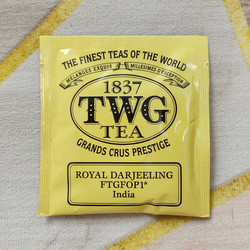 THE FINEST TEAS OF THE WORLD
MÉLANGES EXQUIS MILLÉSIMES D'EXCEPTION
1837
TWG
TEA
GRANDS CRUS PRESTIGE
ROYAL DARJEELING
FTGFOP1*
India